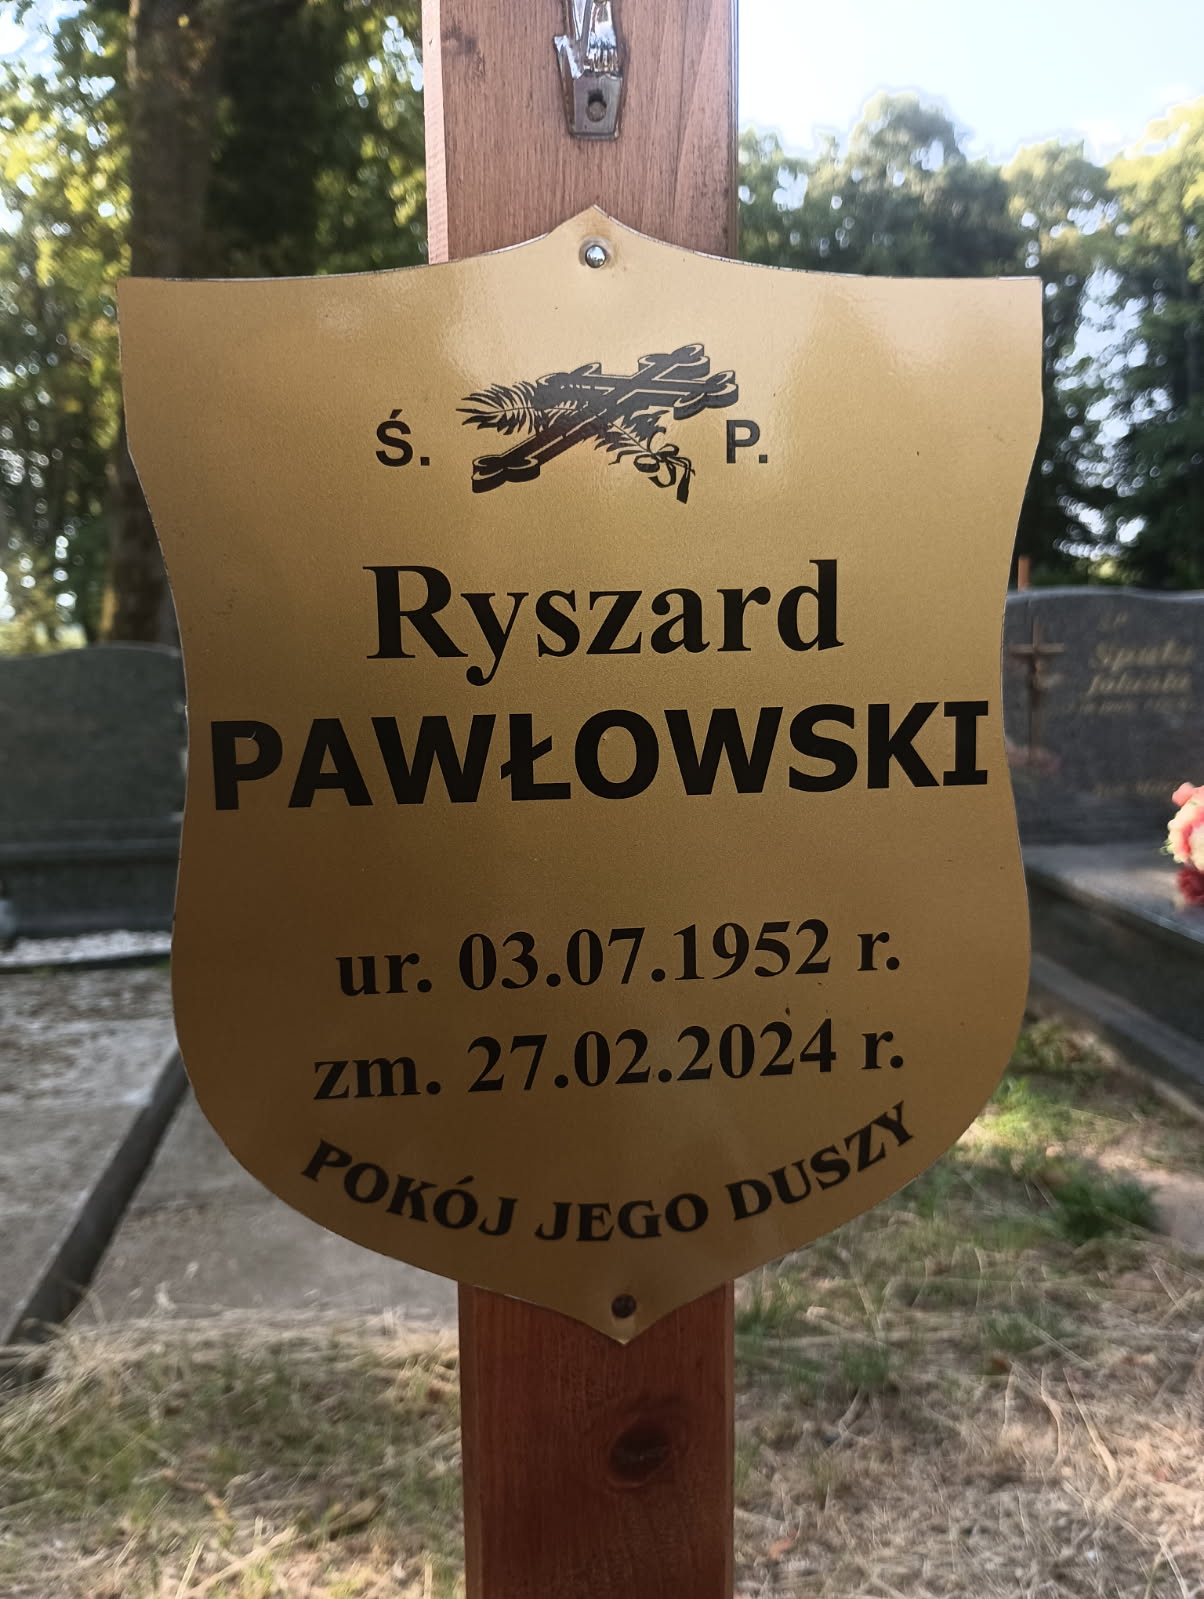 Ś. P.
Ryszard
PAWŁOWSKI
ur. 03.07.1952 r.
zm. 27.02.2024 r.
POKÓJ JEGO DUSZY